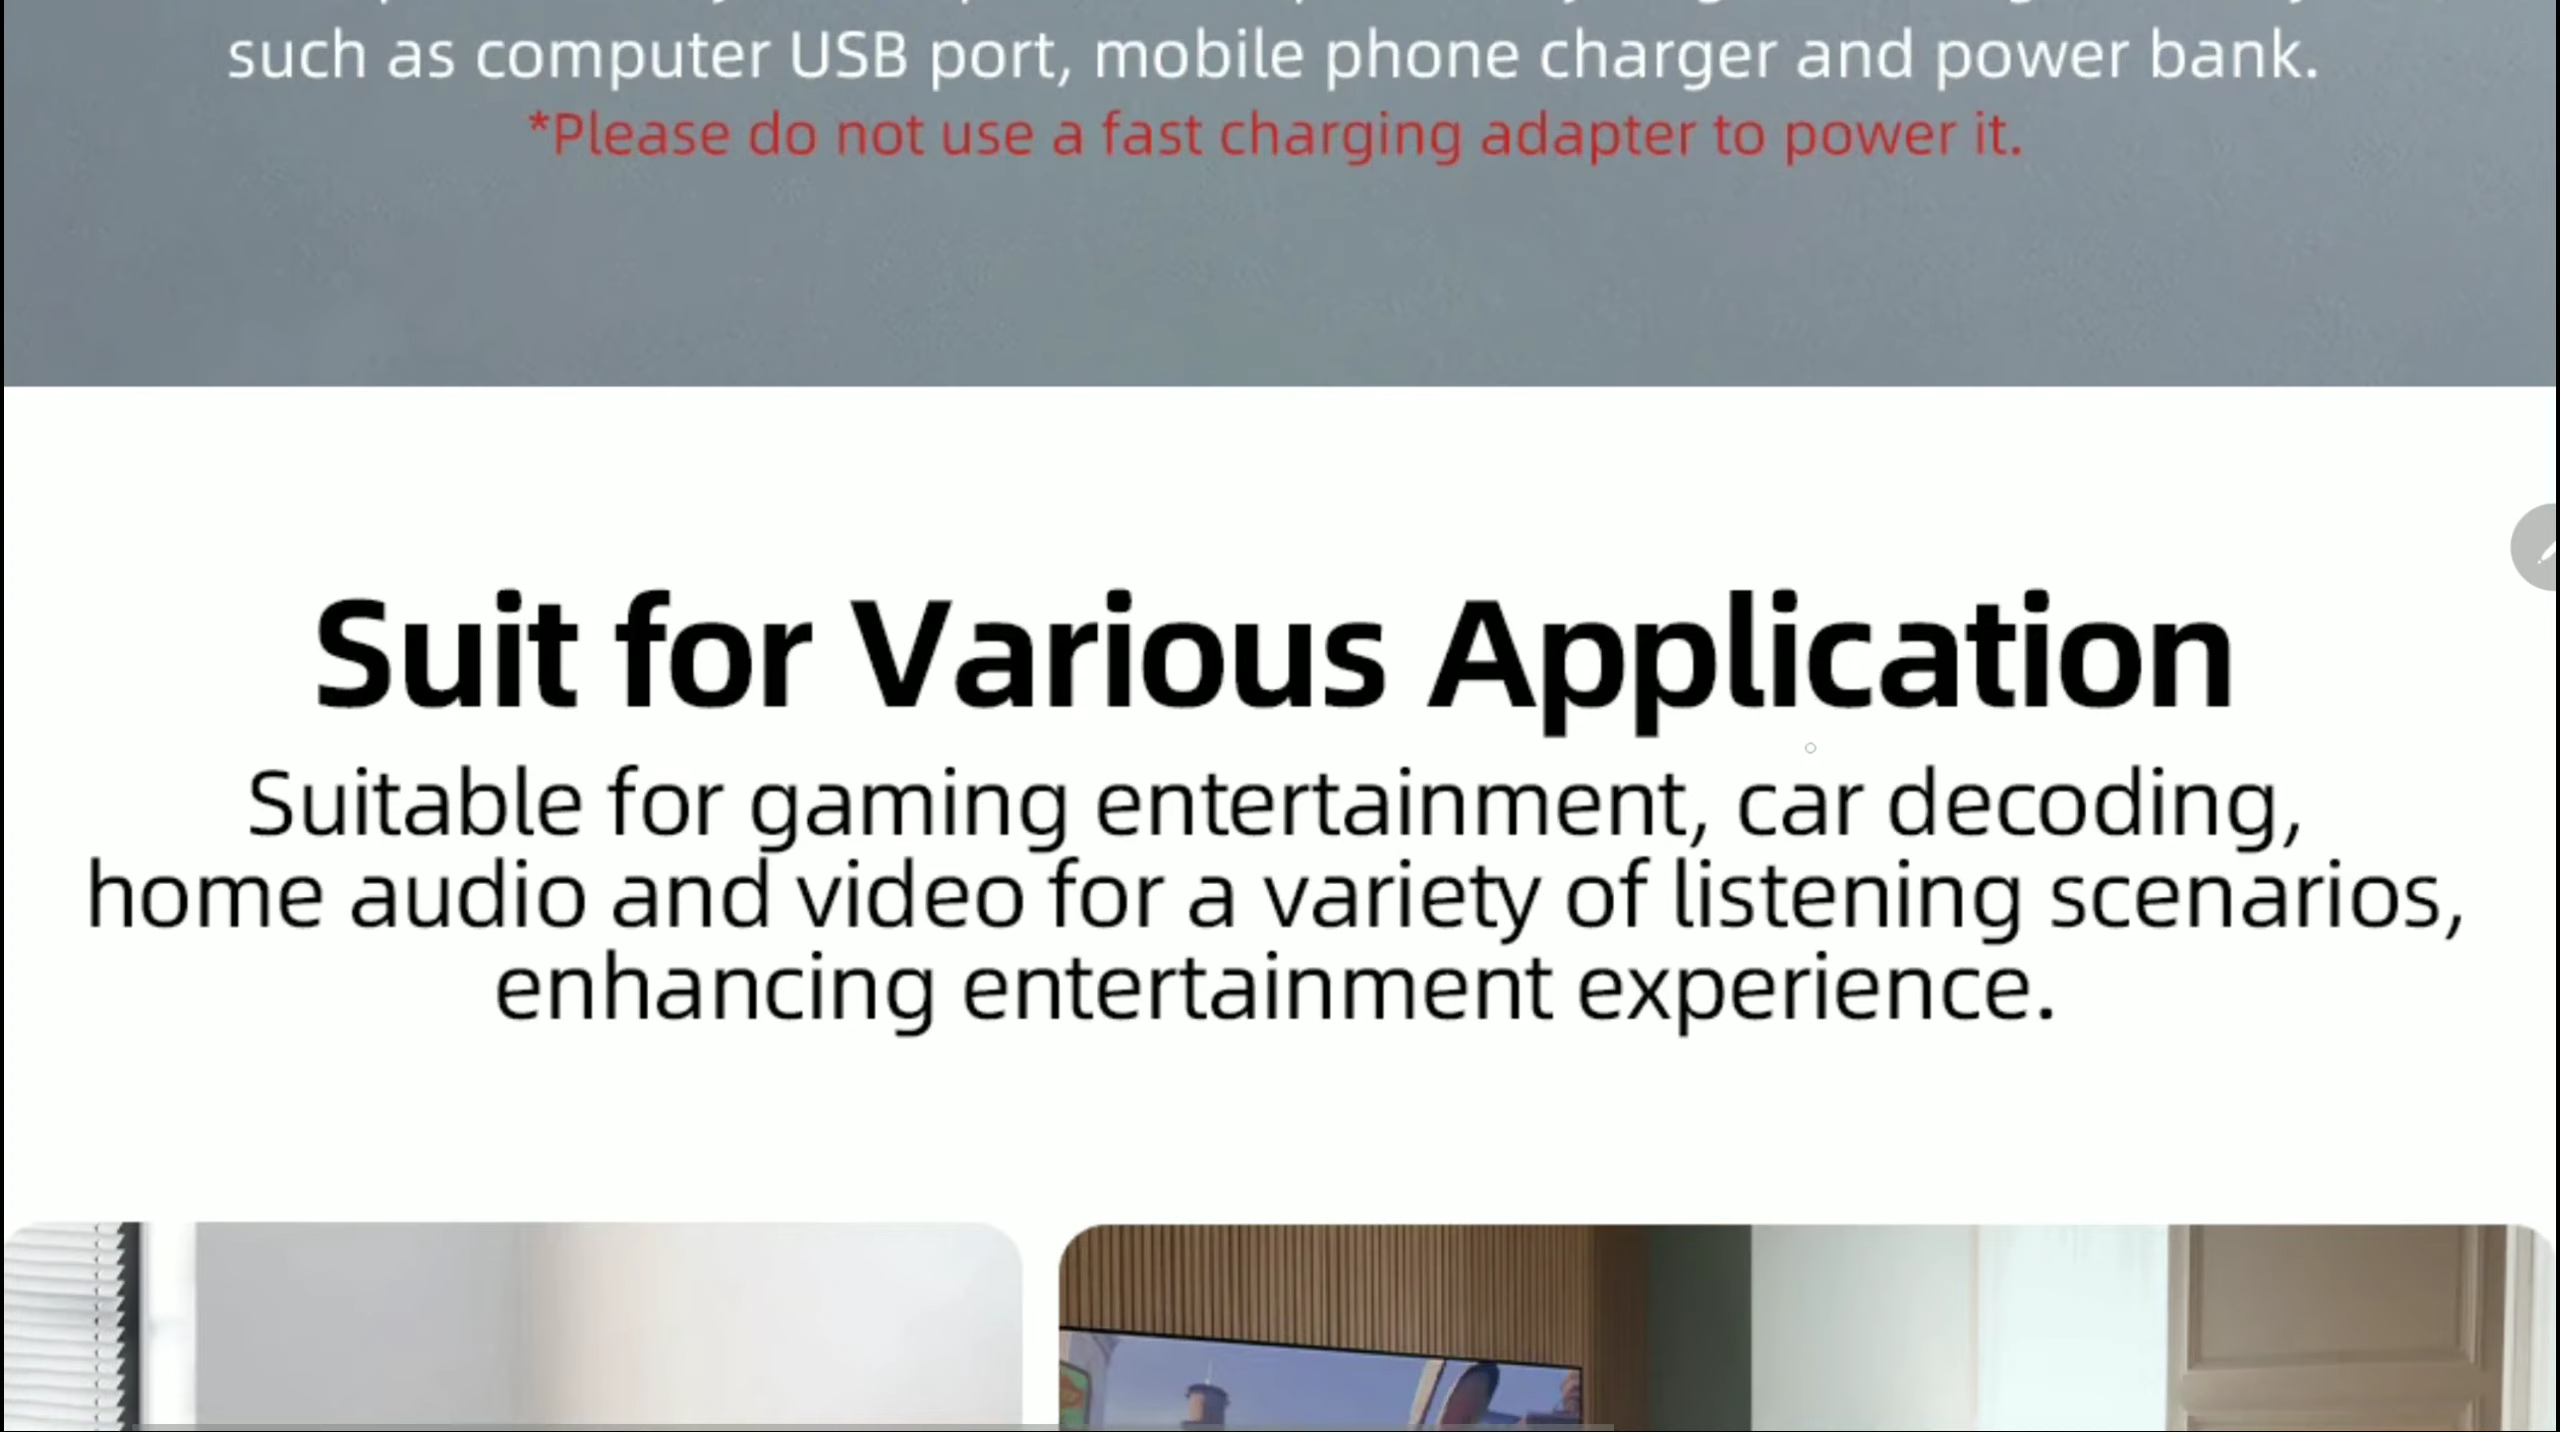 such as computer USB port, mobile phone charger and power bank.
*Please do not use a fast charging adapter to power it.
Suit for Various Application
Suitable for gaming entertainment, car decoding,
home audio and video for a variety of listening scenarios,
enhancing entertainment experience.